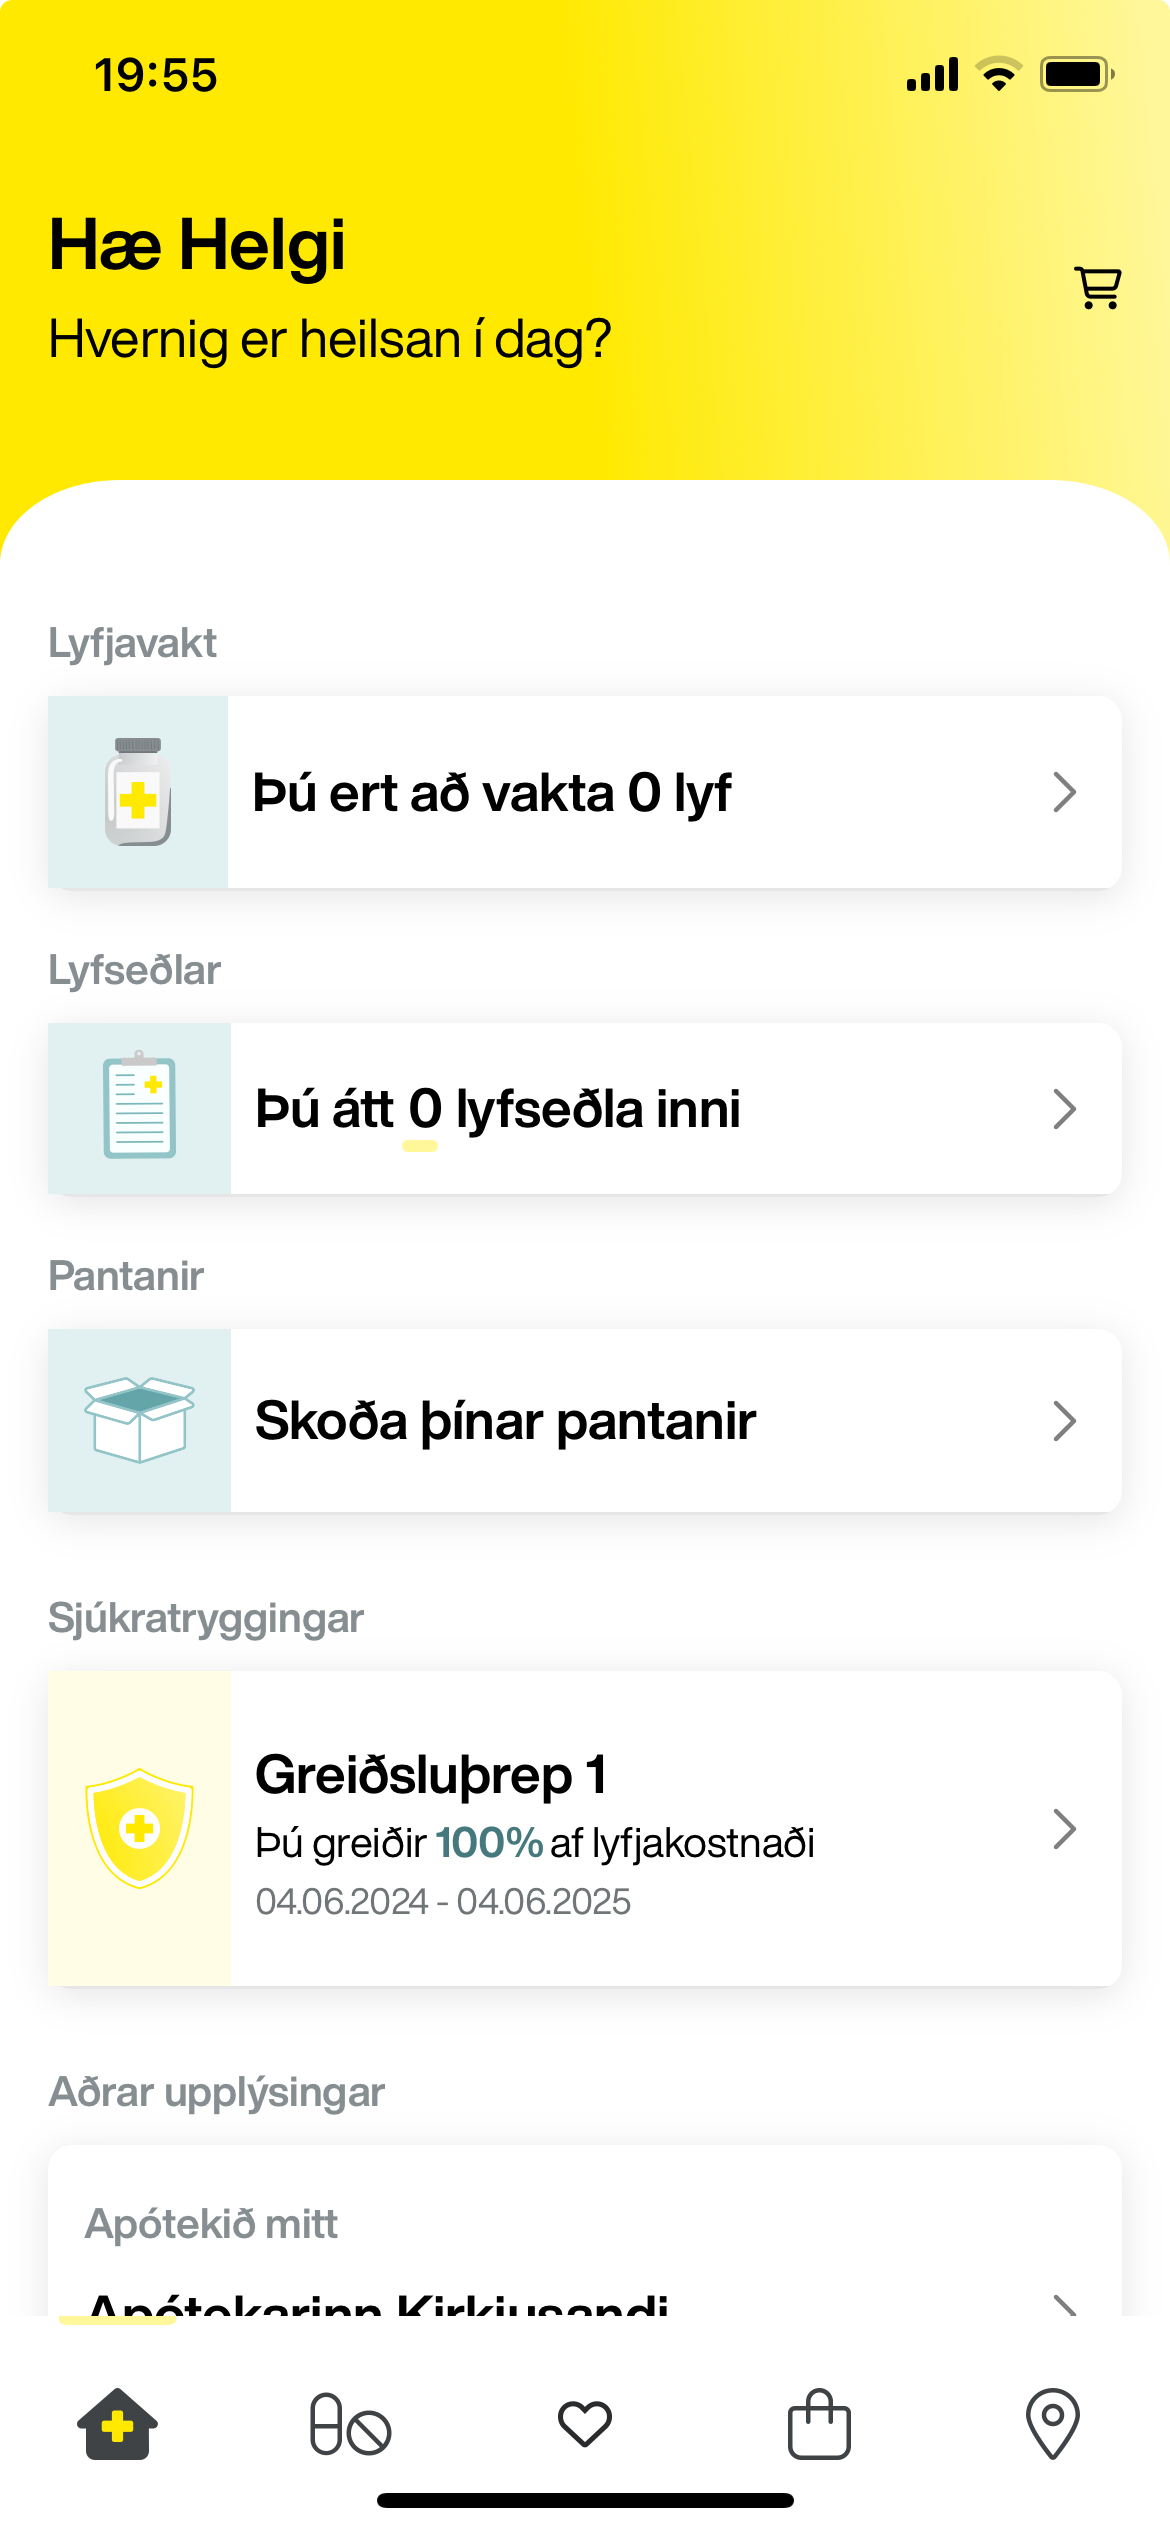 19:55
Hæ Helgi
Hvernig er heilsan í dag?
Lyfjavakt
Þú ert að vakta 0 lyf
Lyfseðlar
Þú átt 0 lyfseðla inni
Pantanir
Skoða þínar pantanir
Sjúkratryggingar
Greiðsluþrep 1
Þú greiðir 100% af lyfjakostnaði
04.06.2024 - 04.06.2025
Aðrar upplýsingar
Apótekið mitt
Apótekarinn Kirkjusandi